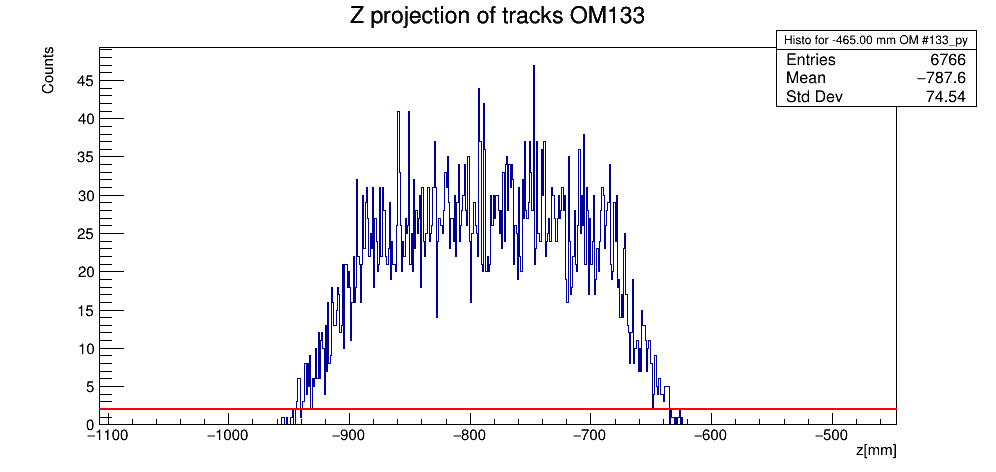 Z projection of tracks OM133
Histo for -465.00 mm OM #133_py
Entries 6766
Mean −787.6
Std Dev 74.54
Counts
45
40
35
30
25
20
15
10
5
0
−1100 −1000 −900 −800 −700 −600 −500
z[mm]